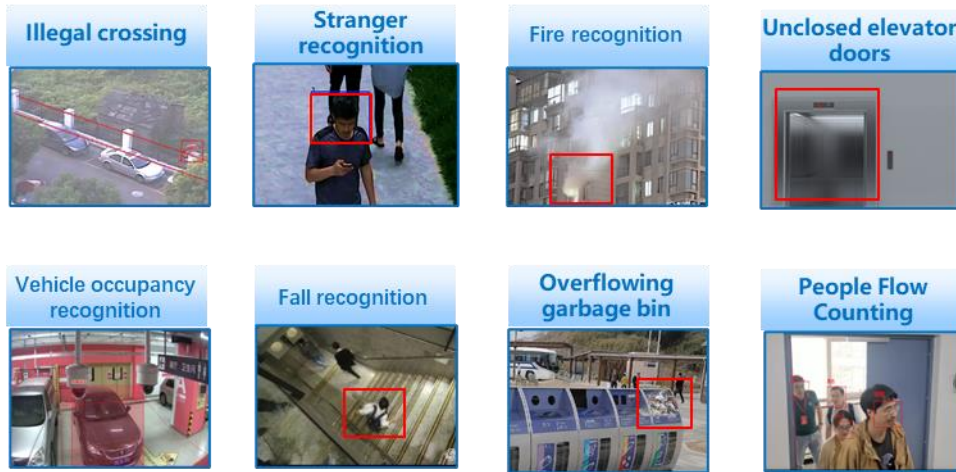 Illegal crossing
Stranger
recognition
Fire recognition
Unclosed elevator
doors
Vehicle occupancy
recognition
Fall recognition
Overflowing
garbage bin
People Flow
Counting